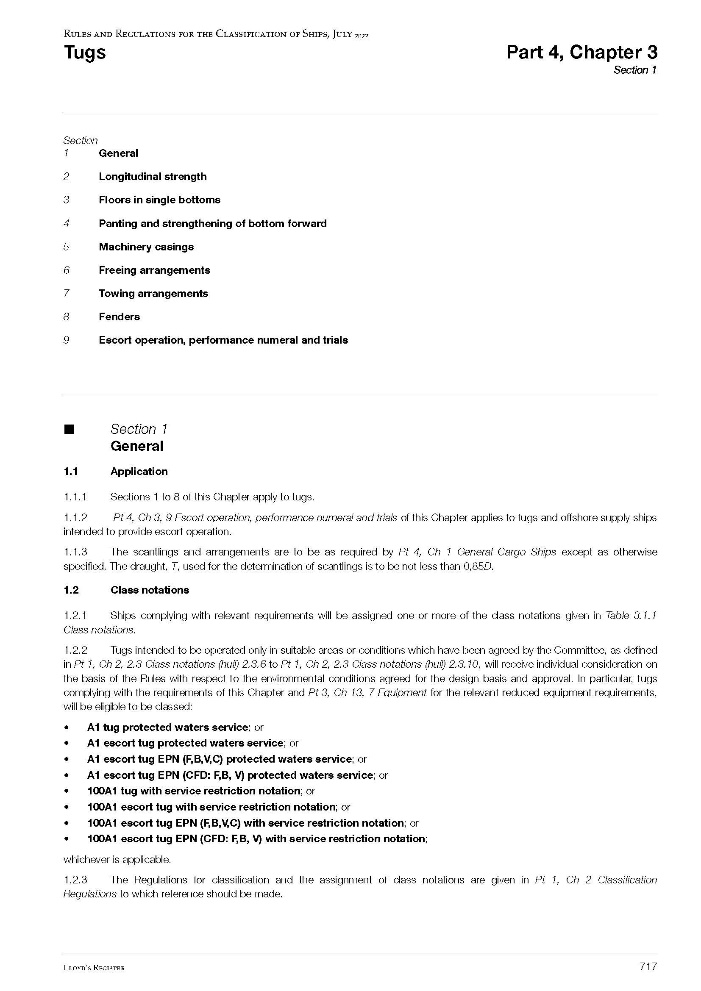 RULES AND REGULATIONS FOR THE CLASSIFICATION OF SHIPS, JULY 2022
Tugs
Part 4, Chapter 3
Section 1
Section
1 General
2 Longitudinal strength
3 Floors in single bottoms
4 Panting and strengthening of bottom forward
5 Machinery casings
6 Freeing arrangements
7 Towing arrangements
8 Fenders
9 Escort operation, performance numeral and trials
■ Section 1
General
1.1 Application
1.1.1 Sections 1 to 8 of this Chapter apply to tugs.
1.1.2 Pt 4, Ch 3, 9 Escort operation, performance numeral and trials of this Chapter applies to tugs and offshore supply ships
intended to provide escort operation.
1.1.3 The scantlings and arrangements are to be as required by Pt 4, Ch 1 General Cargo Ships except as otherwise
specified. The draught, T, used for the determination of scantlings is to be not less than 0,85D.
1.2 Class notations
1.2.1 Ships complying with relevant requirements will be assigned one or more of the class notations given in Table 3.1.1
Class notations.
1.2.2 Tugs intended to be operated only in suitable areas or conditions which have been agreed by the Committee, as defined
in Pt 1, Ch 2, 2.3 Class notations (hull) 2.3.6 to Pt 1, Ch 2, 2.3 Class notations (hull) 2.3.10, will receive individual consideration on
the basis of the Rules with respect to the environmental conditions agreed for the design basis and approval. In particular, tugs
complying with the requirements of this Chapter and Pt 3, Ch 13, 7 Equipment for the relevant reduced equipment requirements,
will be eligible to be classed:
• A1 tug protected waters service; or
• A1 escort tug protected waters service; or
• A1 escort tug EPN (F,B,V,C) protected waters service; or
• A1 escort tug EPN (CFD: F,B, V) protected waters service; or
• 100A1 tug with service restriction notation; or
• 100A1 escort tug with service restriction notation; or
• 100A1 escort tug EPN (F,B,V,C) with service restriction notation; or
• 100A1 escort tug EPN (CFD: F,B, V) with service restriction notation;
whichever is applicable.
1.2.3 The Regulations for classification and the assignment of class notations are given in Pt 1, Ch 2 Classification
Regulations to which reference should be made.
LLOYD'S REGISTER
717